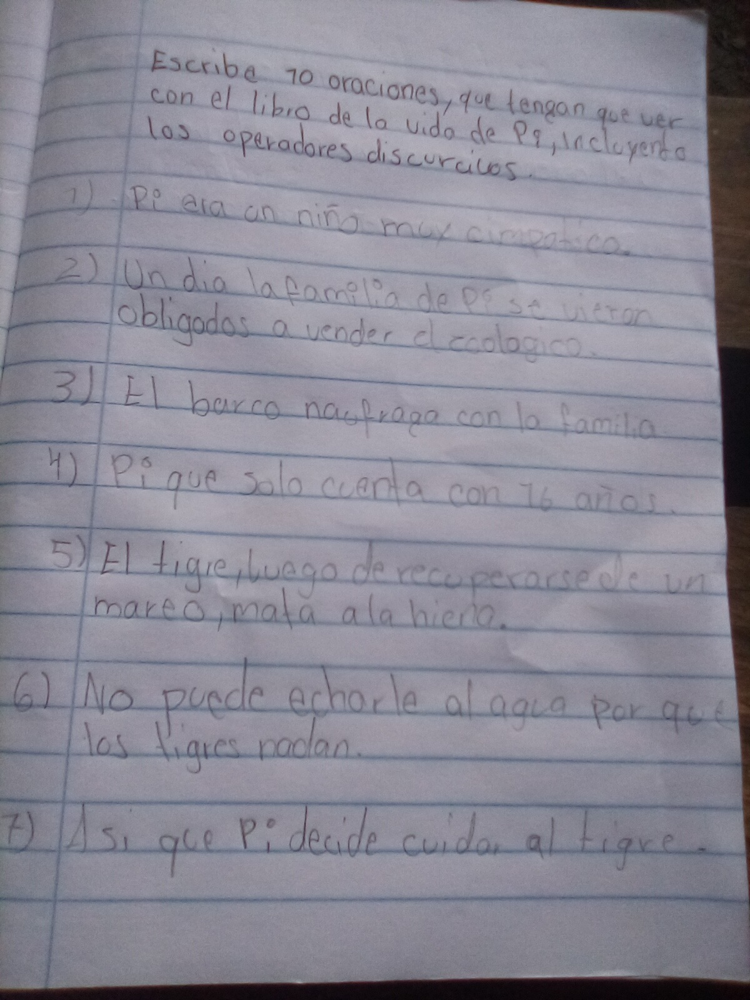 Escribe 10 oraciones, que tengan que ver
con el libro de la vida de Pi, incluyento
los operadores discurcivos.
1) Pi era un niño muy cimpatico.
2) Un dia la familia de Pi se vieron
obligados a vender el zoologico.
3) El barco naufraga con la familia
4) Pi que solo cuenta con 16 años.
5) El tigre, luego de recuperarse de un
mareo, mata a la hiena.
6) No puede echarle al agua por que
los tigres nadan.
7) Asi que Pi decide cuidar al tigre.